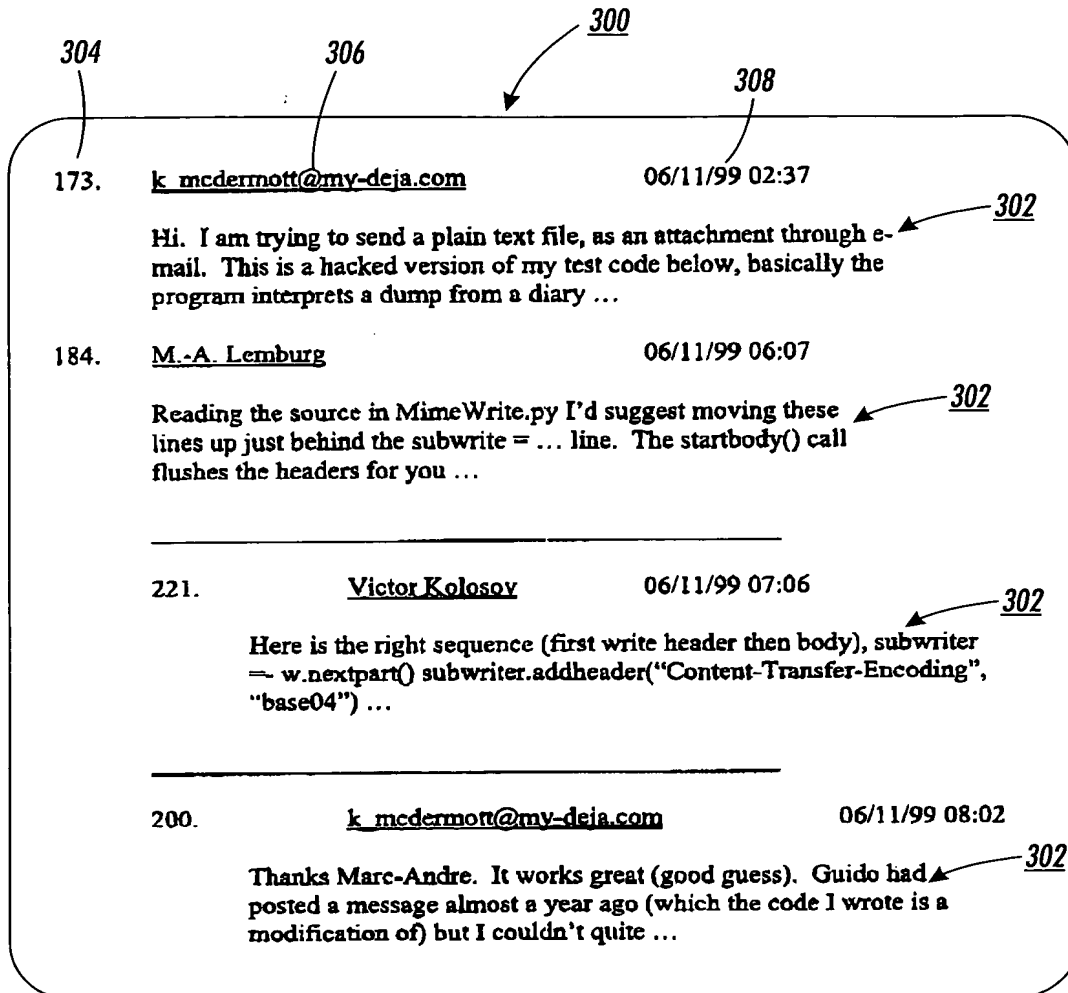 300
304 306
308
173. k_mcdermott@my-deja.com 06/11/99 02:37
302
Hi. I am trying to send a plain text file, as an attachment through e-
mail. This is a hacked version of my test code below, basically the
program interprets a dump from a diary ...
184. M.-A. Lemburg 06/11/99 06:07
302
Reading the source in MimeWrite.py I'd suggest moving these
lines up just behind the subwrite = ... line. The startbody() call
flushes the headers for you ...
221. Victor Kolosov 06/11/99 07:06
302
Here is the right sequence (first write header then body), subwriter
= w.nextpart() subwriter.addheader("Content-Transfer-Encoding",
"base04") ...
200. k_mcdermott@my-deja.com 06/11/99 08:02
302
Thanks Marc-Andre. It works great (good guess). Guido had
posted a message almost a year ago (which the code I wrote is a
modification of) but I couldn't quite ...